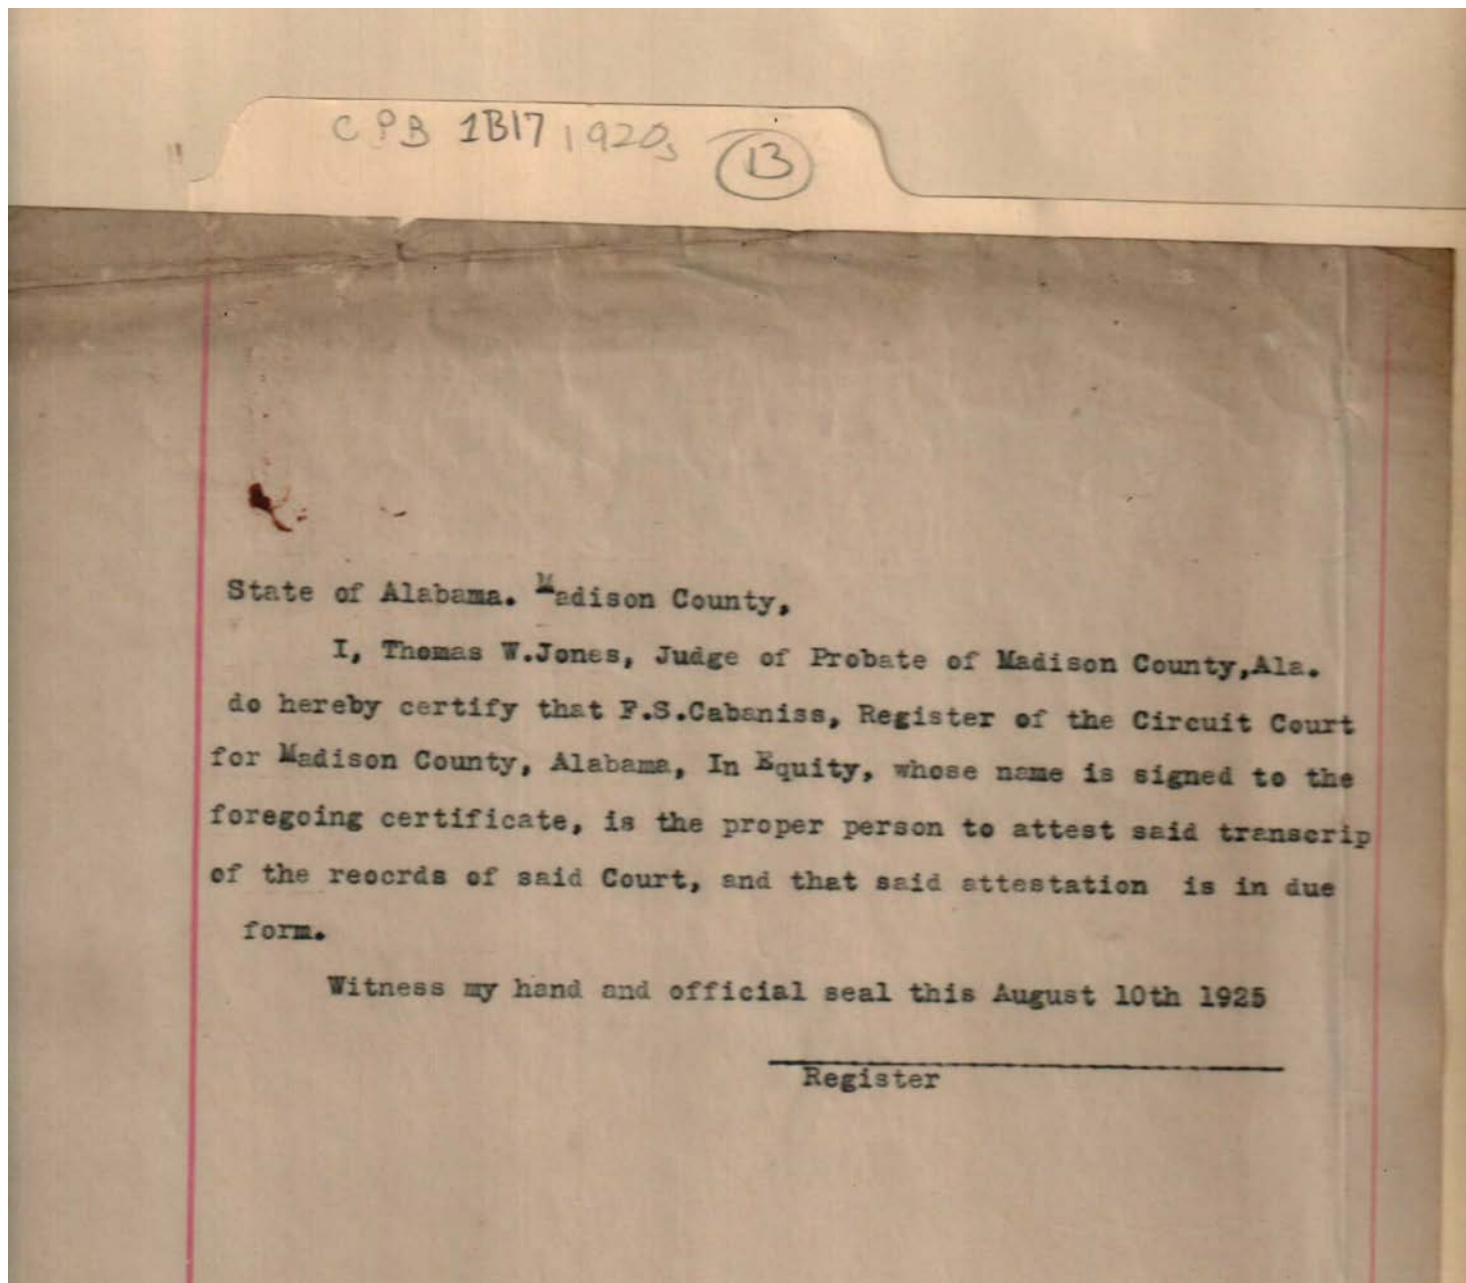 CPB 1B17 1920s 13
State of Alabama. Madison County,
I, Thomas W.Jones, Judge of Probate of Madison County,Ala.
do hereby certify that F.S.Cabaniss, Register of the Circuit Court
for Madison County, Alabama, In Equity, whose name is signed to the
foregoing certificate, is the proper person to attest said transcrip
of the reocrds of said Court, and that said attestation is in due
form.
Witness my hand and official seal this August 10th 1925
Register